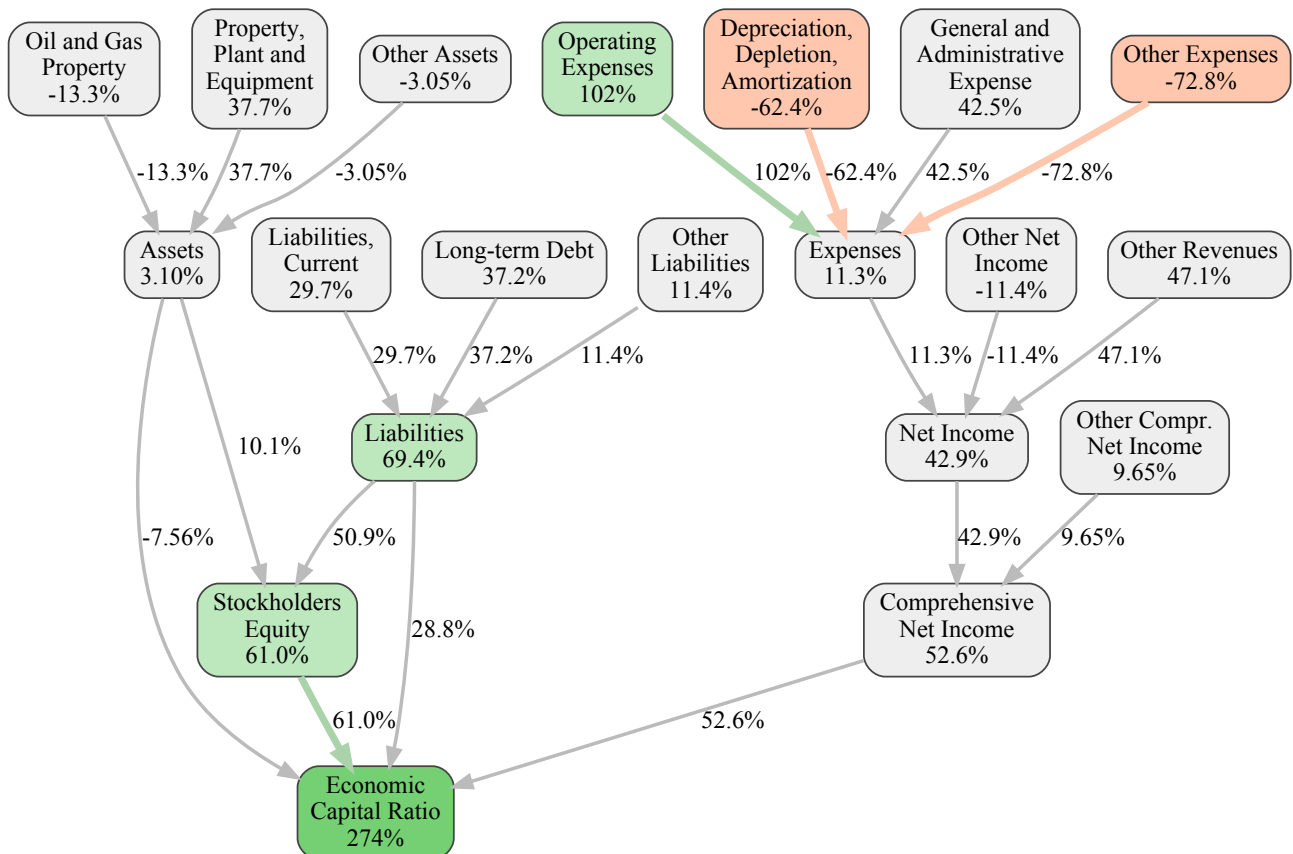 Oil and Gas
Property
-13.3%
Property,
Plant and
Equipment
37.7%
Other Assets
-3.05%
Operating
Expenses
102%
Depreciation,
Depletion,
Amortization
-62.4%
General and
Administrative
Expense
42.5%
Other Expenses
-72.8%
-13.3%
37.7%
-3.05%
102%
-62.4%
42.5%
-72.8%
Assets
3.10%
Liabilities,
Current
29.7%
Long-term Debt
37.2%
Other
Liabilities
11.4%
Expenses
11.3%
Other Net
Income
-11.4%
Other Revenues
47.1%
29.7%
37.2%
11.4%
11.3%
-11.4%
47.1%
10.1%
Liabilities
69.4%
Net Income
42.9%
Other Compr.
Net Income
9.65%
-7.56%
50.9%
42.9%
9.65%
Stockholders
Equity
61.0%
28.8%
Comprehensive
Net Income
52.6%
61.0%
52.6%
Economic
Capital Ratio
274%